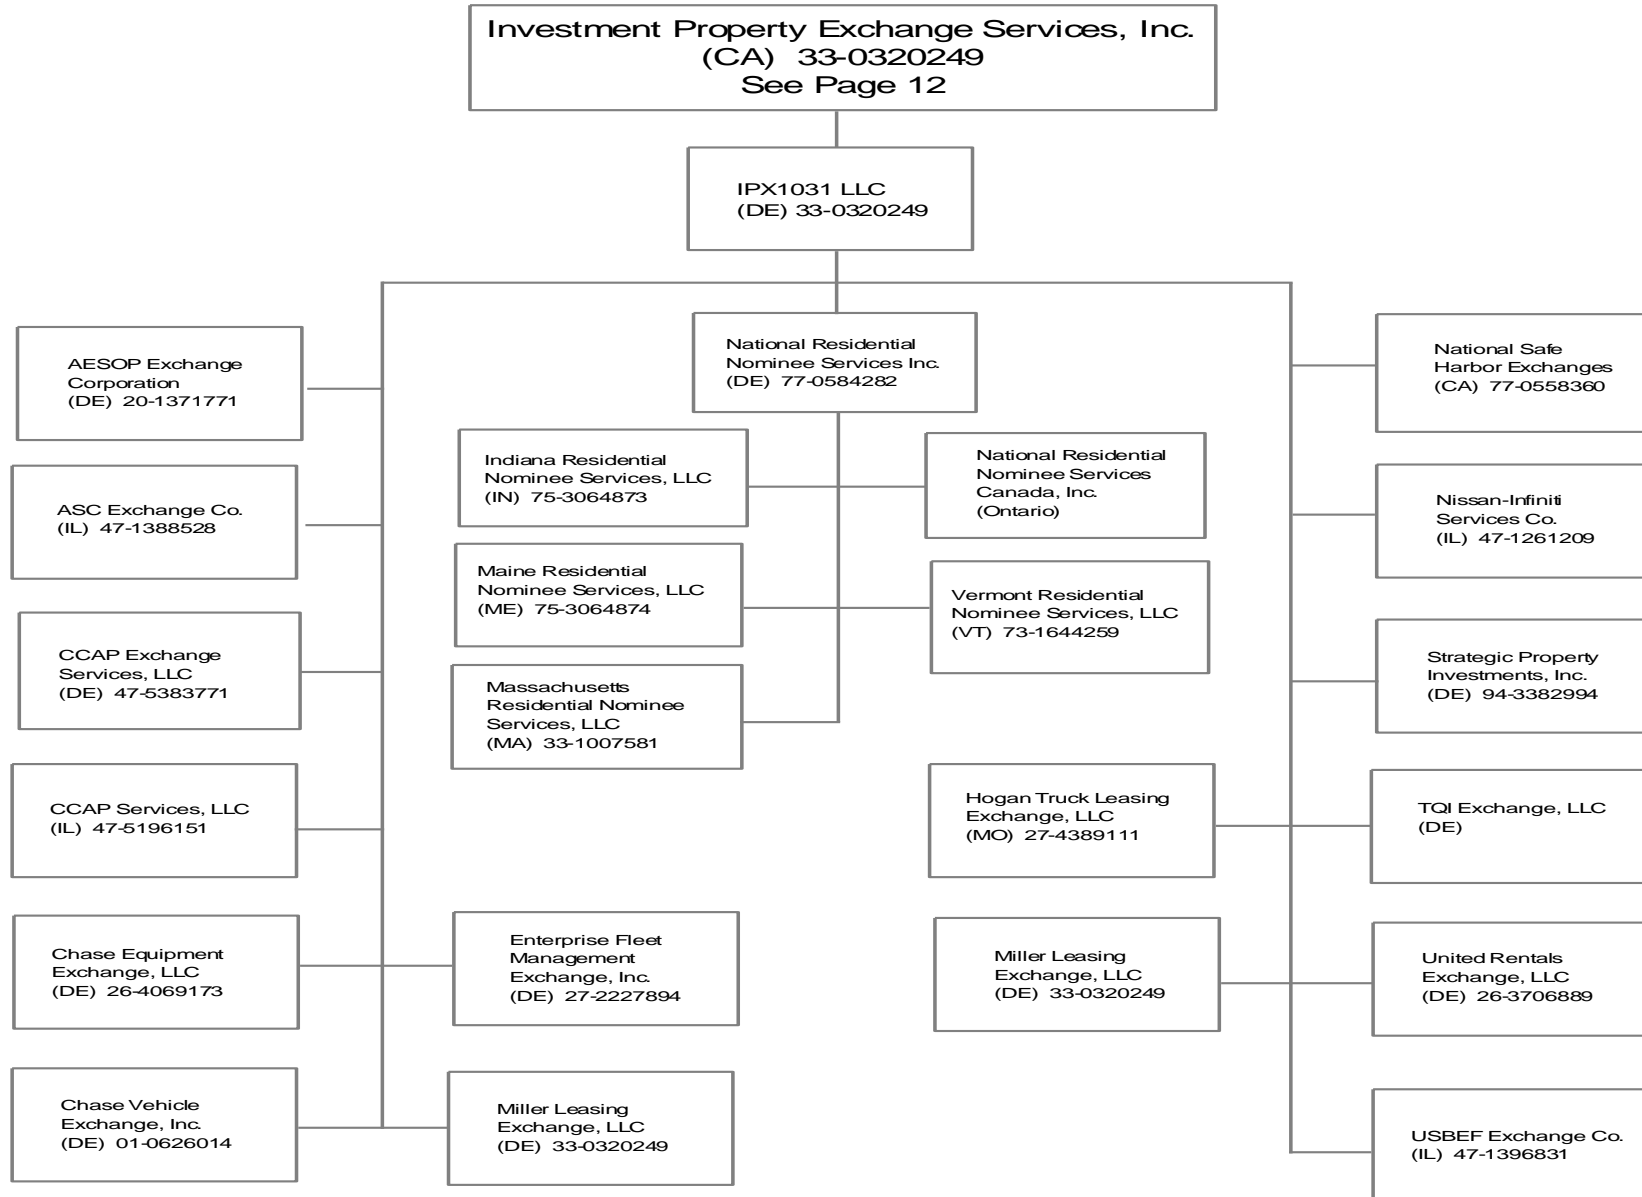 Investment Property Exchange Services, Inc.
(CA) 33-0320249
See Page 12
IPX1031 LLC
(DE) 33-0320249
National Residential
Nominee Services Inc.
(DE) 77-0584282
AESOP Exchange
Corporation
(DE) 20-1371771
National Safe
Harbor Exchanges
(CA) 77-0558360
Indiana Residential
Nominee Services, LLC
(IN) 75-3064873
National Residential
Nominee Services
Canada, Inc.
(Ontario)
ASC Exchange Co.
(IL) 47-1388528
Nissan-Infiniti
Services Co.
(IL) 47-1261209
Maine Residential
Nominee Services, LLC
(ME) 75-3064874
Vermont Residential
Nominee Services, LLC
(VT) 73-1644259
CCAP Exchange
Services, LLC
(DE) 47-5383771
Massachusetts
Residential Nominee
Services, LLC
(MA) 33-1007581
Strategic Property
Investments, Inc.
(DE) 94-3382994
CCAP Services, LLC
(IL) 47-5196151
Hogan Truck Leasing
Exchange, LLC
(MO) 27-4389111
TQI Exchange, LLC
(DE)
Chase Equipment
Exchange, LLC
(DE) 26-4069173
Enterprise Fleet
Management
Exchange, Inc.
(DE) 27-2227894
Miller Leasing
Exchange, LLC
(DE) 33-0320249
United Rentals
Exchange, LLC
(DE) 26-3706889
Chase Vehicle
Exchange, Inc.
(DE) 01-0626014
Miller Leasing
Exchange, LLC
(DE) 33-0320249
USBEF Exchange Co.
(IL) 47-1396831